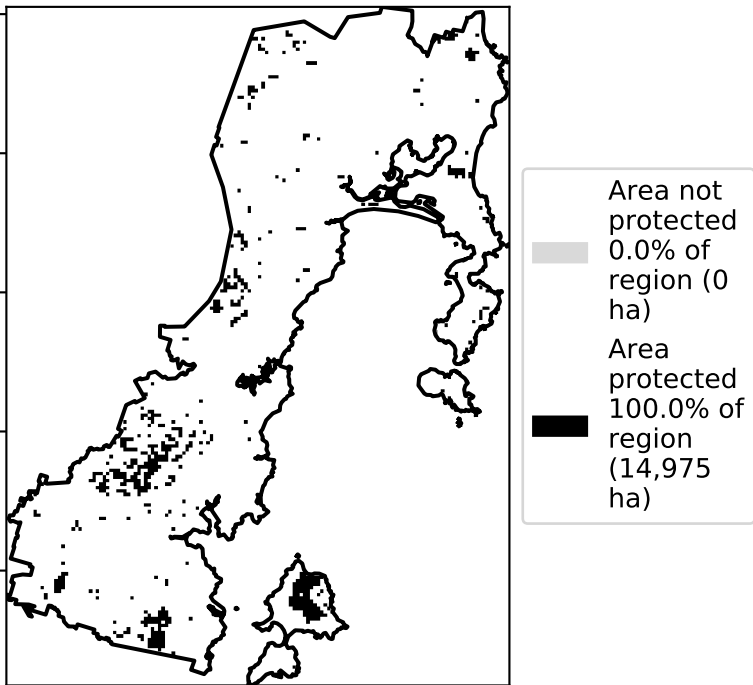 Area not
protected
0.0% of
region (0
ha)
Area
protected
100.0% of
region
(14,975
ha)